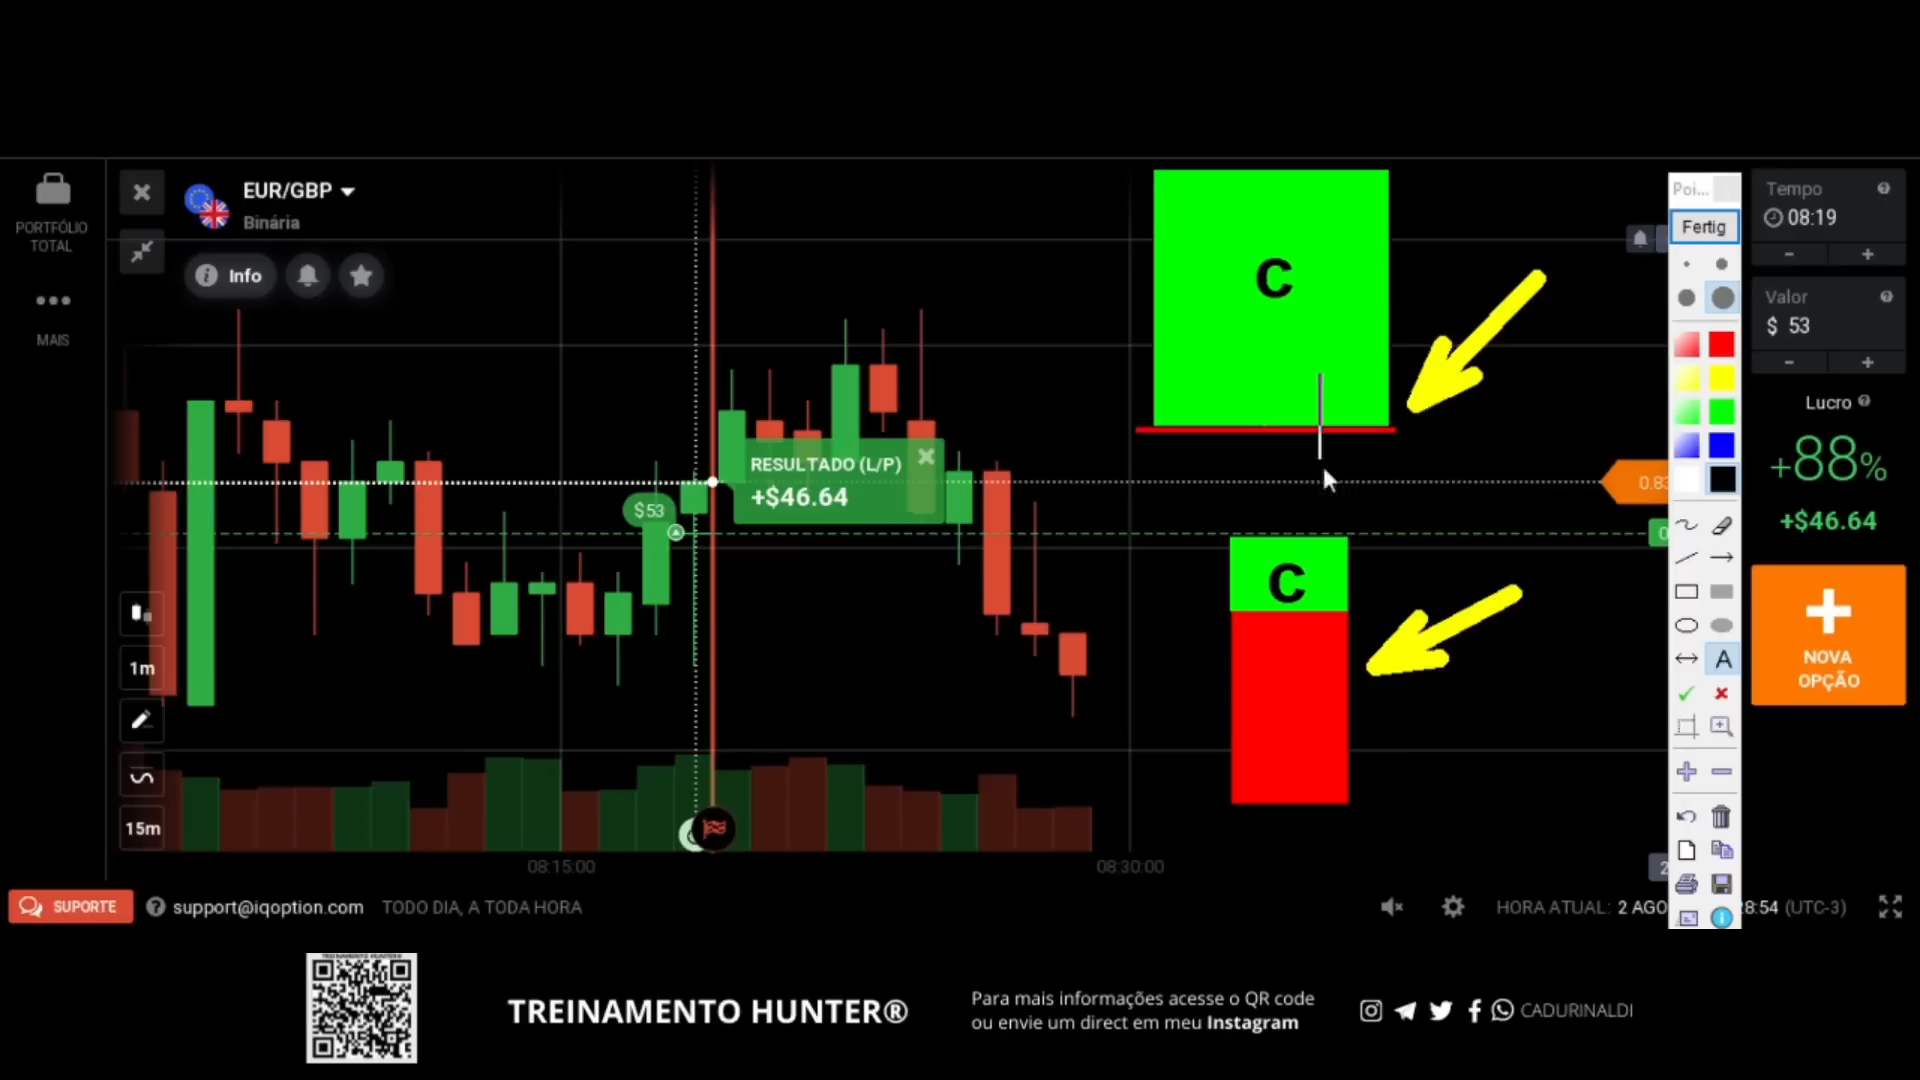 PORTFÓLIO
TOTAL
MAIS
EUR/GBP
Binária
Info
1m
15m
$53
RESULTADO (L/P)
+$46.64
C
C
Poi...
Fertig
A
Tempo
08:19
Valor
$ 53
Lucro
+88%
+$46.64
NOVA
OPÇÃO
08:15:00
08:30:00
SUPORTE
support@iqoption.com
TODO DIA, A TODA HORA
HORA ATUAL: 2 AGO 8:54 (UTC-3)
TREINAMENTO HUNTER®
Para mais informações acesse o QR code
ou envie um direct em meu Instagram
CADURINALDI